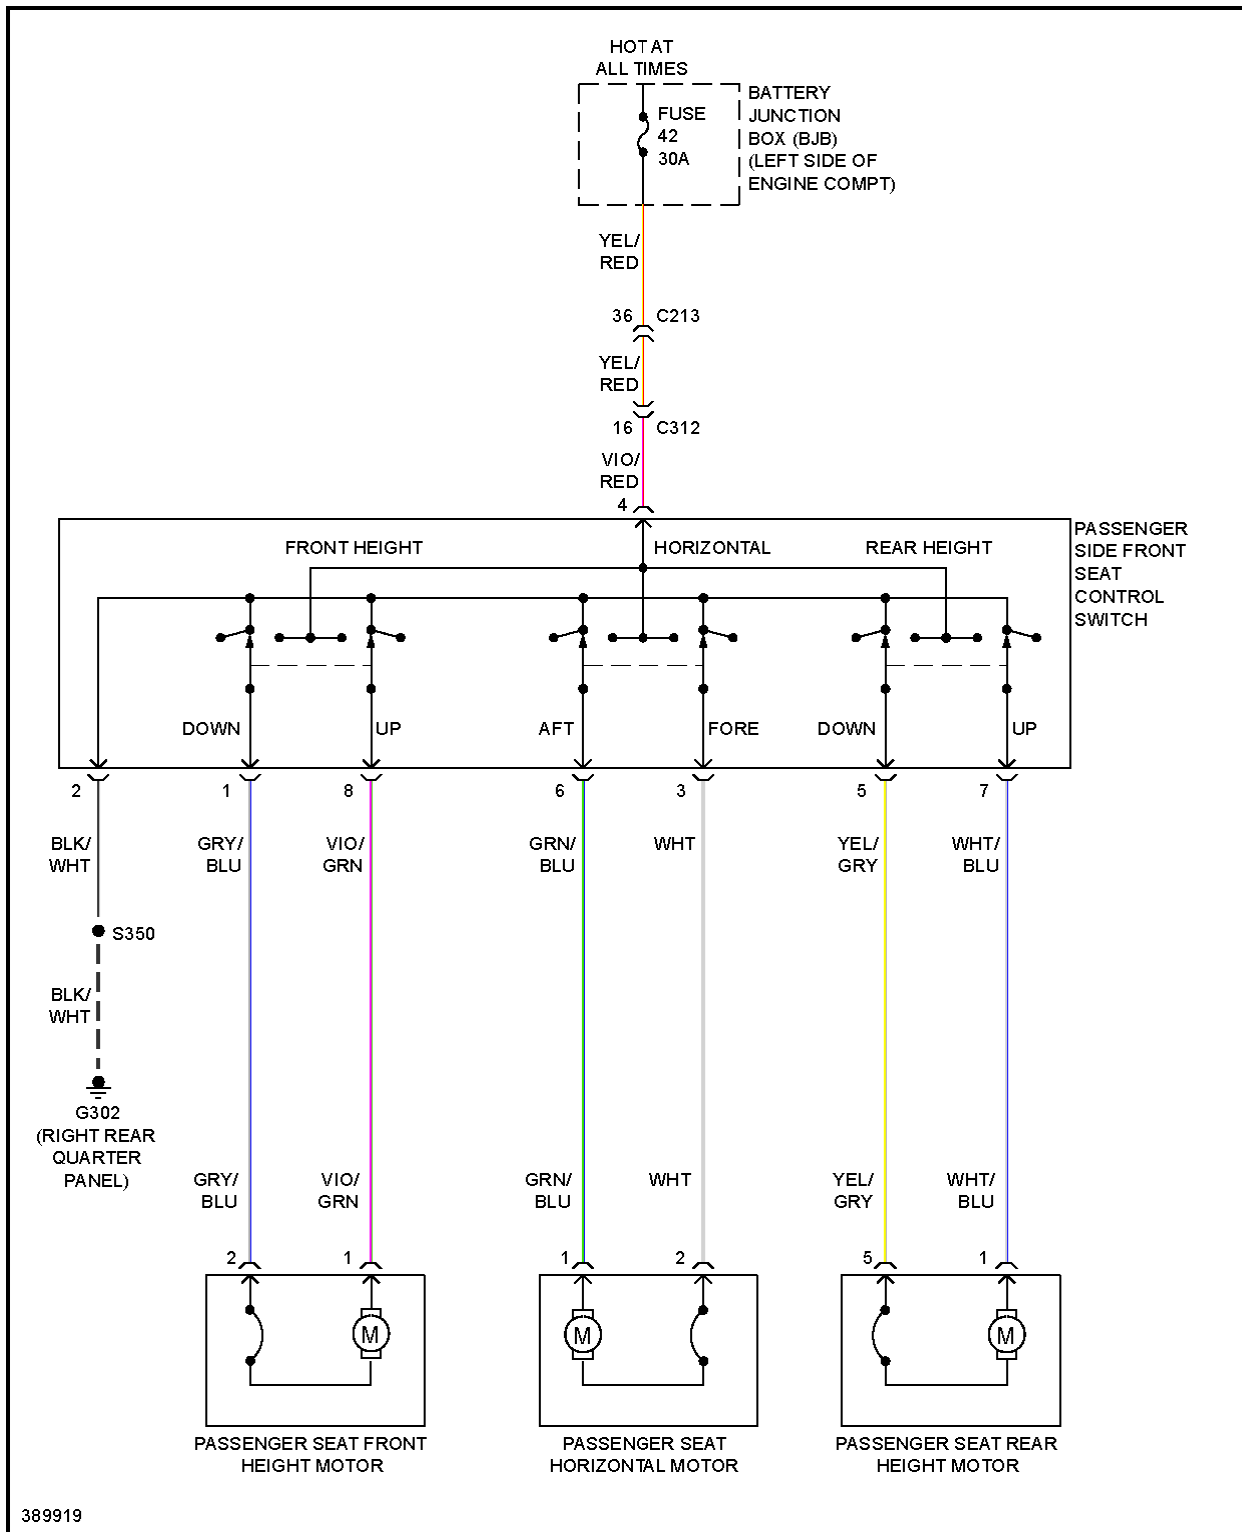 HOT AT
ALL TIMES
BATTERY
JUNCTION
BOX (BJB)
(LEFT SIDE OF
ENGINE COMPT)
FUSE
42
30A
YEL/
RED
36 C213
YEL/
RED
16 C312
VIO/
RED
4
PASSENGER
SIDE FRONT
SEAT
CONTROL
SWITCH
FRONT HEIGHT HORIZONTAL REAR HEIGHT
DOWN UP AFT FORE DOWN UP
2 1 8 6 3 5 7
BLK/
WHT
GRY/
BLU
VIO/
GRN
GRN/
BLU
WHT
YEL/
GRY
WHT/
BLU
S350
BLK/
WHT
G302
(RIGHT REAR
QUARTER
PANEL)
GRY/
BLU
VIO/
GRN
GRN/
BLU
WHT
YEL/
GRY
WHT/
BLU
2 1 1 2 5 1
M M M
PASSENGER SEAT FRONT
HEIGHT MOTOR
PASSENGER SEAT
HORIZONTAL MOTOR
PASSENGER SEAT REAR
HEIGHT MOTOR
389919